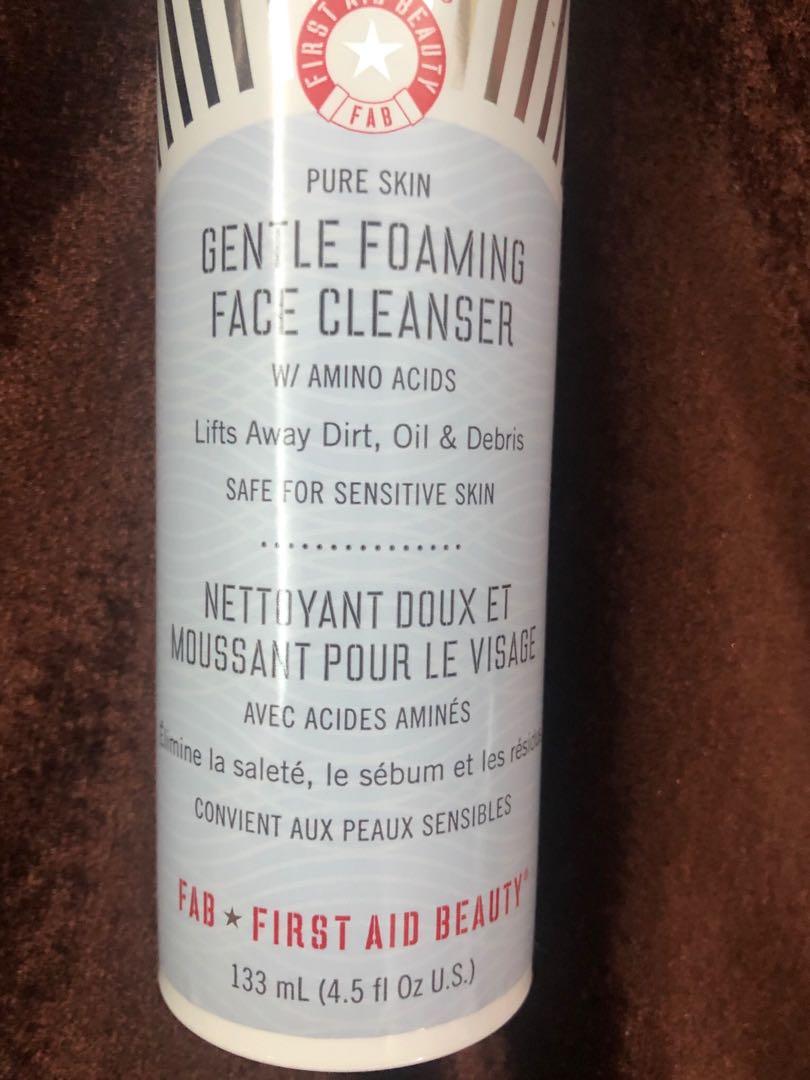 FIRST AID BEAUTY
FAB
PURE SKIN
GENTLE FOAMING
FACE CLEANSER
W/ AMINO ACIDS
Lifts Away Dirt, Oil & Debris
SAFE FOR SENSITIVE SKIN
NETTOYANT DOUX ET
MOUSSANT POUR LE VISAGE
AVEC ACIDES AMINÉS
Élimine la saleté, le sébum et les résidus
CONVIENT AUX PEAUX SENSIBLES
FAB ★ FIRST AID BEAUTY®
133 mL (4.5 fl Oz U.S.)